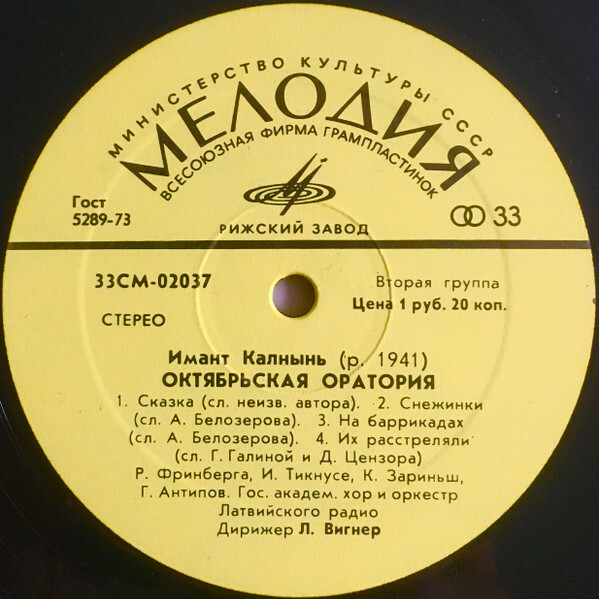 МИНИСТЕРСТВО КУЛЬТУРЫ СССР
МЕЛОДИЯ
ВСЕСОЮЗНАЯ ФИРМА ГРАМПЛАСТИНОК
Гост
5289-73
РИЖСКИЙ ЗАВОД
33
33СМ-02037
СТЕРЕО
Вторая группа
Цена 1 руб. 20 коп.
Имант Калнынь (р. 1941)
ОКТЯБРЬСКАЯ ОРАТОРИЯ
1. Сказка (сл. неизв. автора). 2. Снежинки
(сл. А. Белозерова). 3. На баррикадах
(сл. А. Белозерова). 4. Их расстреляли
(сл. Г. Галиной и Д. Цензора)
Р. Фринберга, И. Тикнусе, К. Зариньш,
Г. Антипов. Гос. академ. хор и оркестр
Латвийского радио
Дирижер Л. Вигнер